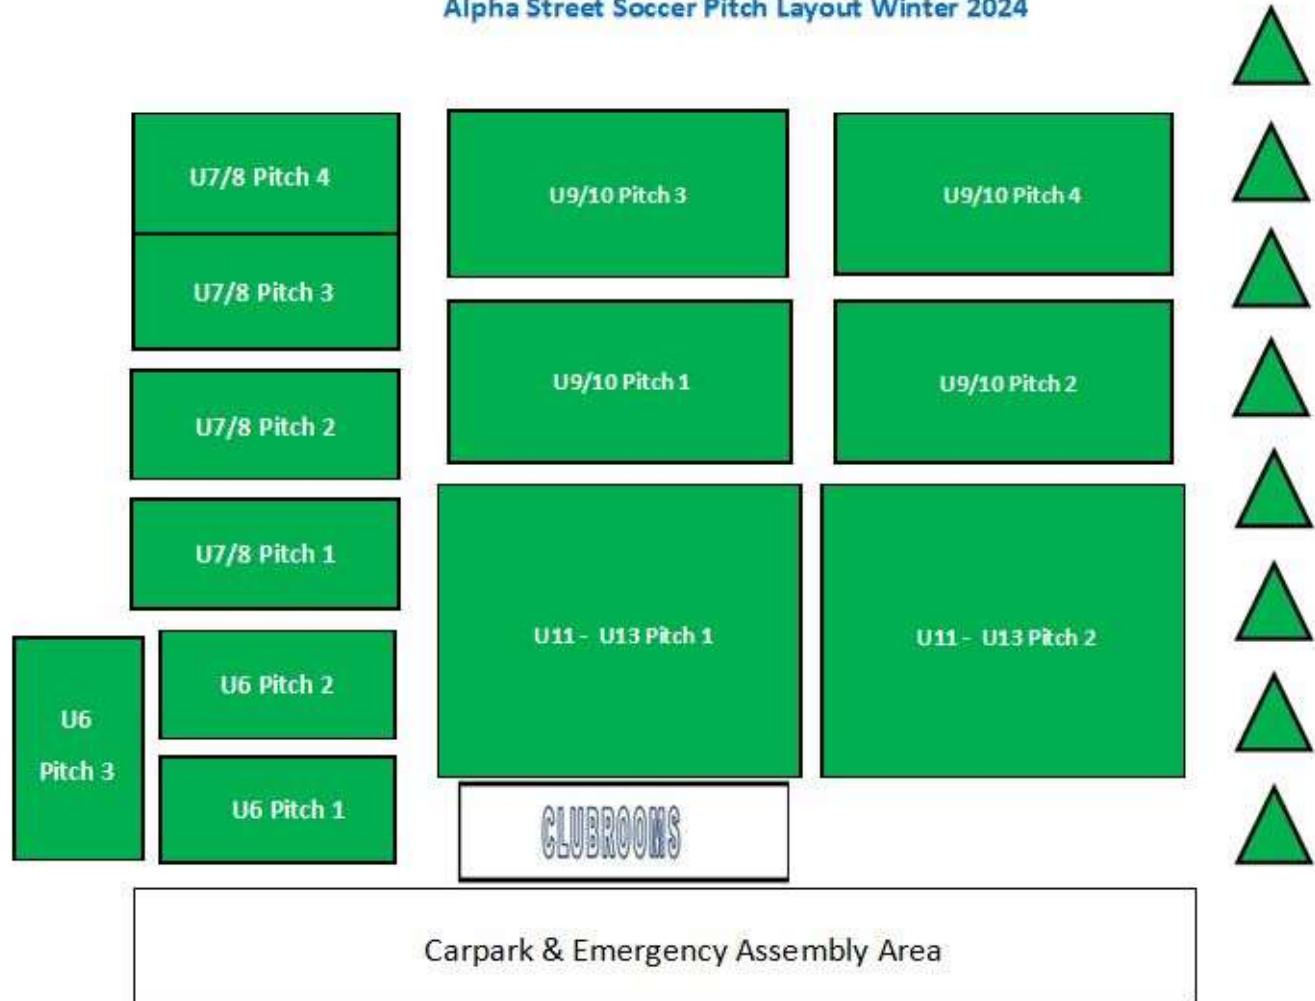 Alpha Street Soccer Pitch Layout Winter 2024
U7/8 Pitch 4
U9/10 Pitch 3
U9/10 Pitch 4
U7/8 Pitch 3
U9/10 Pitch 1
U9/10 Pitch 2
U7/8 Pitch 2
U7/8 Pitch 1
U11 - U13 Pitch 1
U11 - U13 Pitch 2
U6 Pitch 2
U6
Pitch 3
U6 Pitch 1
CLUBROOMS
Carpark & Emergency Assembly Area